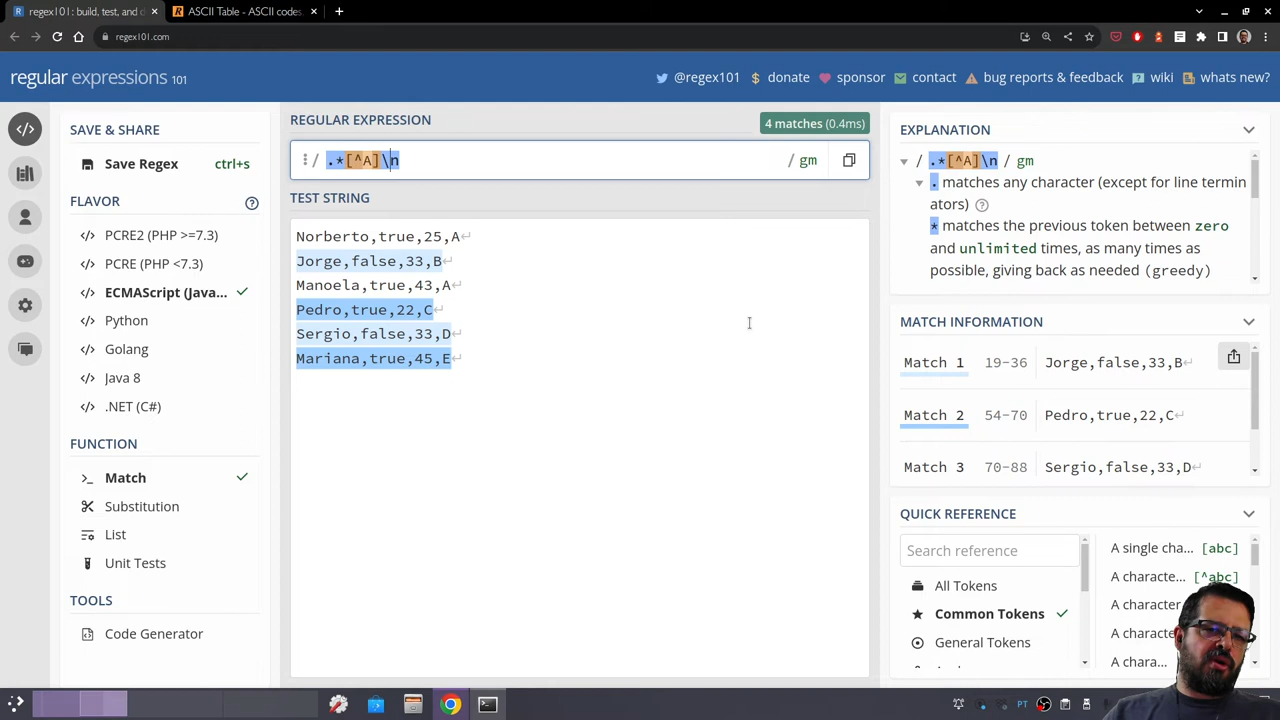 regex101: build, test, and d
ASCII Table - ASCII codes,
regex101.com
regular expressions 101
@regex101
donate
sponsor
contact
bug reports & feedback
wiki
whats new?
SAVE & SHARE
Save Regex
ctrl+s
FLAVOR
PCRE2 (PHP >=7.3)
PCRE (PHP <7.3)
ECMAScript (Java...
Python
Golang
Java 8
.NET (C#)
FUNCTION
Match
Substitution
List
Unit Tests
TOOLS
Code Generator
REGULAR EXPRESSION
4 matches (0.4ms)
/ .*[^A]\n / gm
TEST STRING
Norberto,true,25,A↵
Jorge,false,33,B↵
Manoela,true,43,A↵
Pedro,true,22,C↵
Sergio,false,33,D↵
Mariana,true,45,E↵
EXPLANATION
/ .*[^A]\n / gm
. matches any character (except for line termin
ators)
* matches the previous token between zero
and unlimited times, as many times as
possible, giving back as needed (greedy)
MATCH INFORMATION
Match 1 19-36 Jorge,false,33,B↵
Match 2 54-70 Pedro,true,22,C↵
Match 3 70-88 Sergio,false,33,D↵
QUICK REFERENCE
Search reference
All Tokens
Common Tokens
General Tokens
A single cha... [abc]
A characte... [^abc]
A character
A characte
A chara...
PT